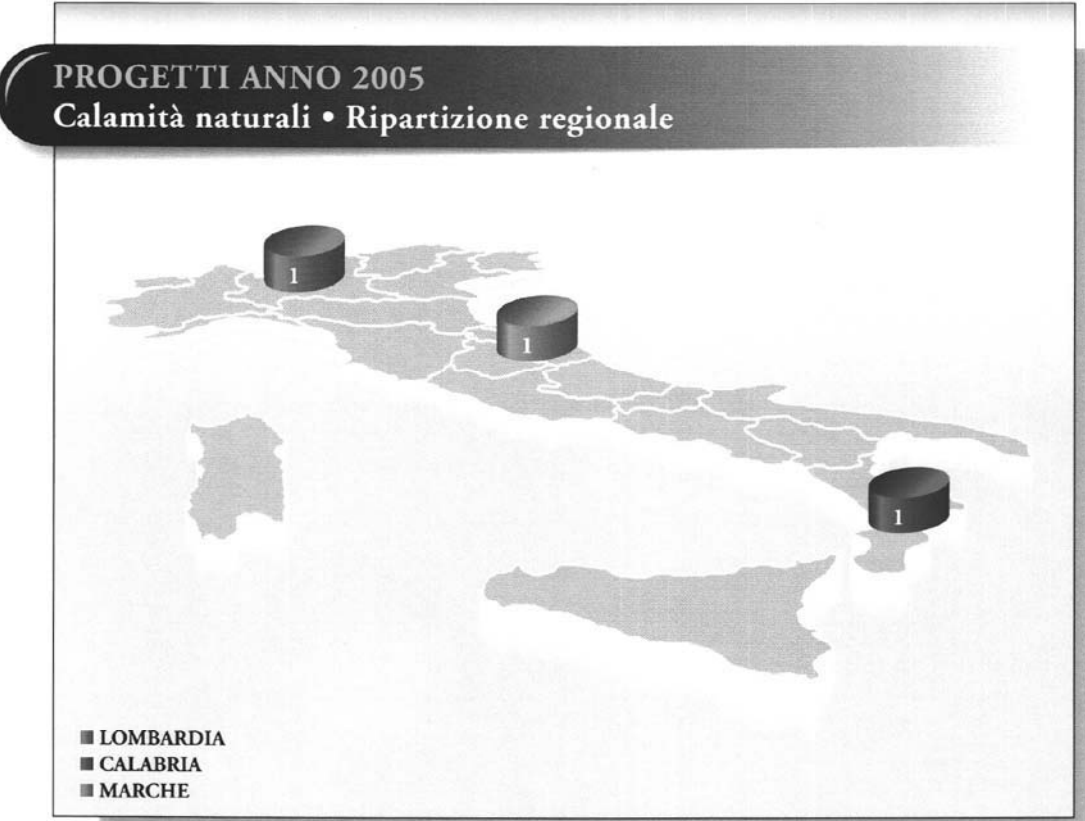 PROGETTI ANNO 2005
Calamità naturali • Ripartizione regionale
1
1
1
LOMBARDIA
CALABRIA
MARCHE